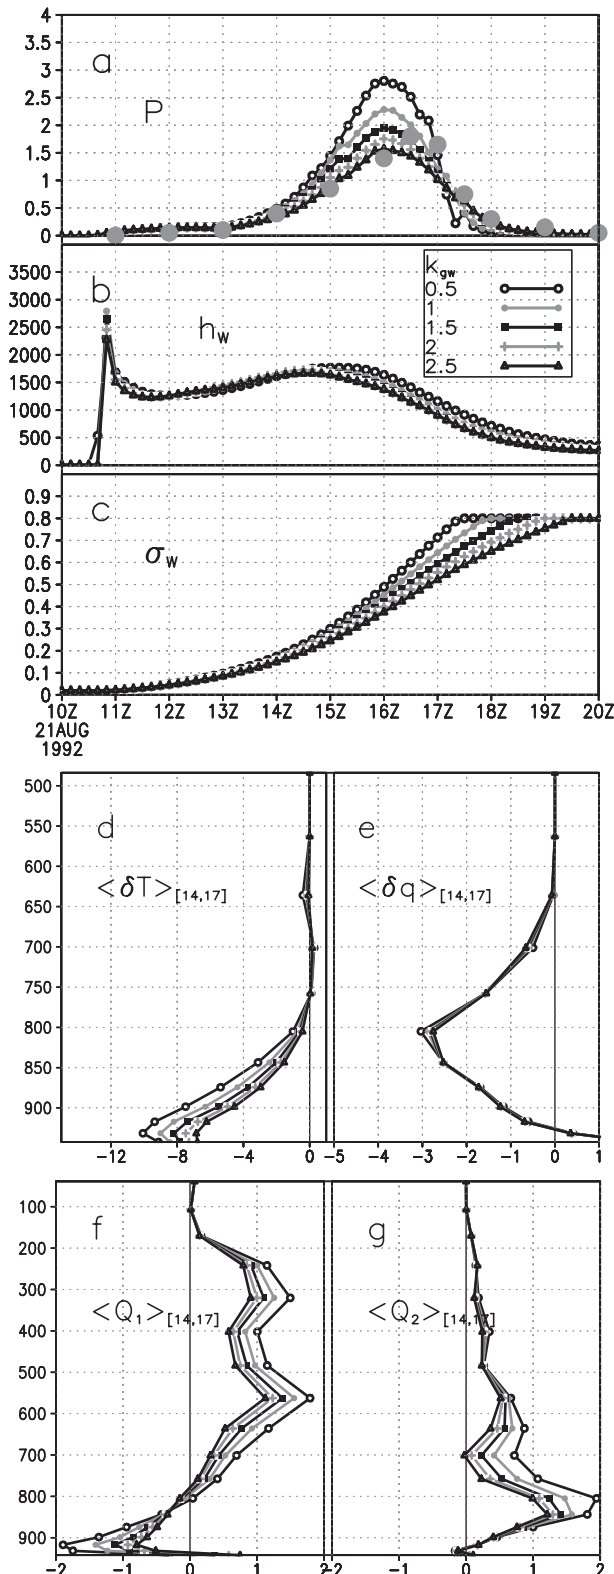 4
3.5
3
2.5
2
1.5
1
0.5
0
a
P
3500
3000
2500
2000
1500
1000
500
0
b
h_w
k_gw
0.5
1
1.5
2
2.5
0.9
0.8
0.7
0.6
0.5
0.4
0.3
0.2
0.1
0
c
σ_w
10Z 11Z 12Z 13Z 14Z 15Z 16Z 17Z 18Z 19Z 20Z
21AUG
1992
500
550
600
650
700
750
800
850
900
d
<δT>[14,17]
e
<δq>[14,17]
-12 -8 -4 0 -5 -4 -3 -2 -1 0 1
100
200
300
400
500
600
700
800
900
f
<Q₁>[14,17]
g
<Q₂>[14,17]
-2 -1 0 1 2 -2 -1 0 1 2